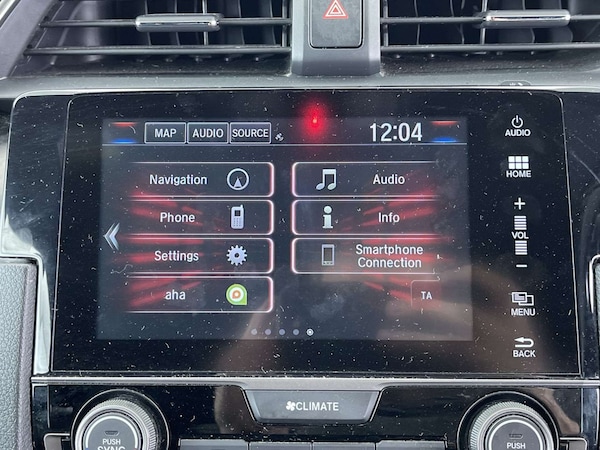 MAP AUDIO SOURCE 12:04
AUDIO
Navigation Audio
HOME
Phone Info
+
VOL
−
Settings Smartphone
Connection
aha TA
MENU
BACK
CLIMATE
PUSH
SYNC
PUSH